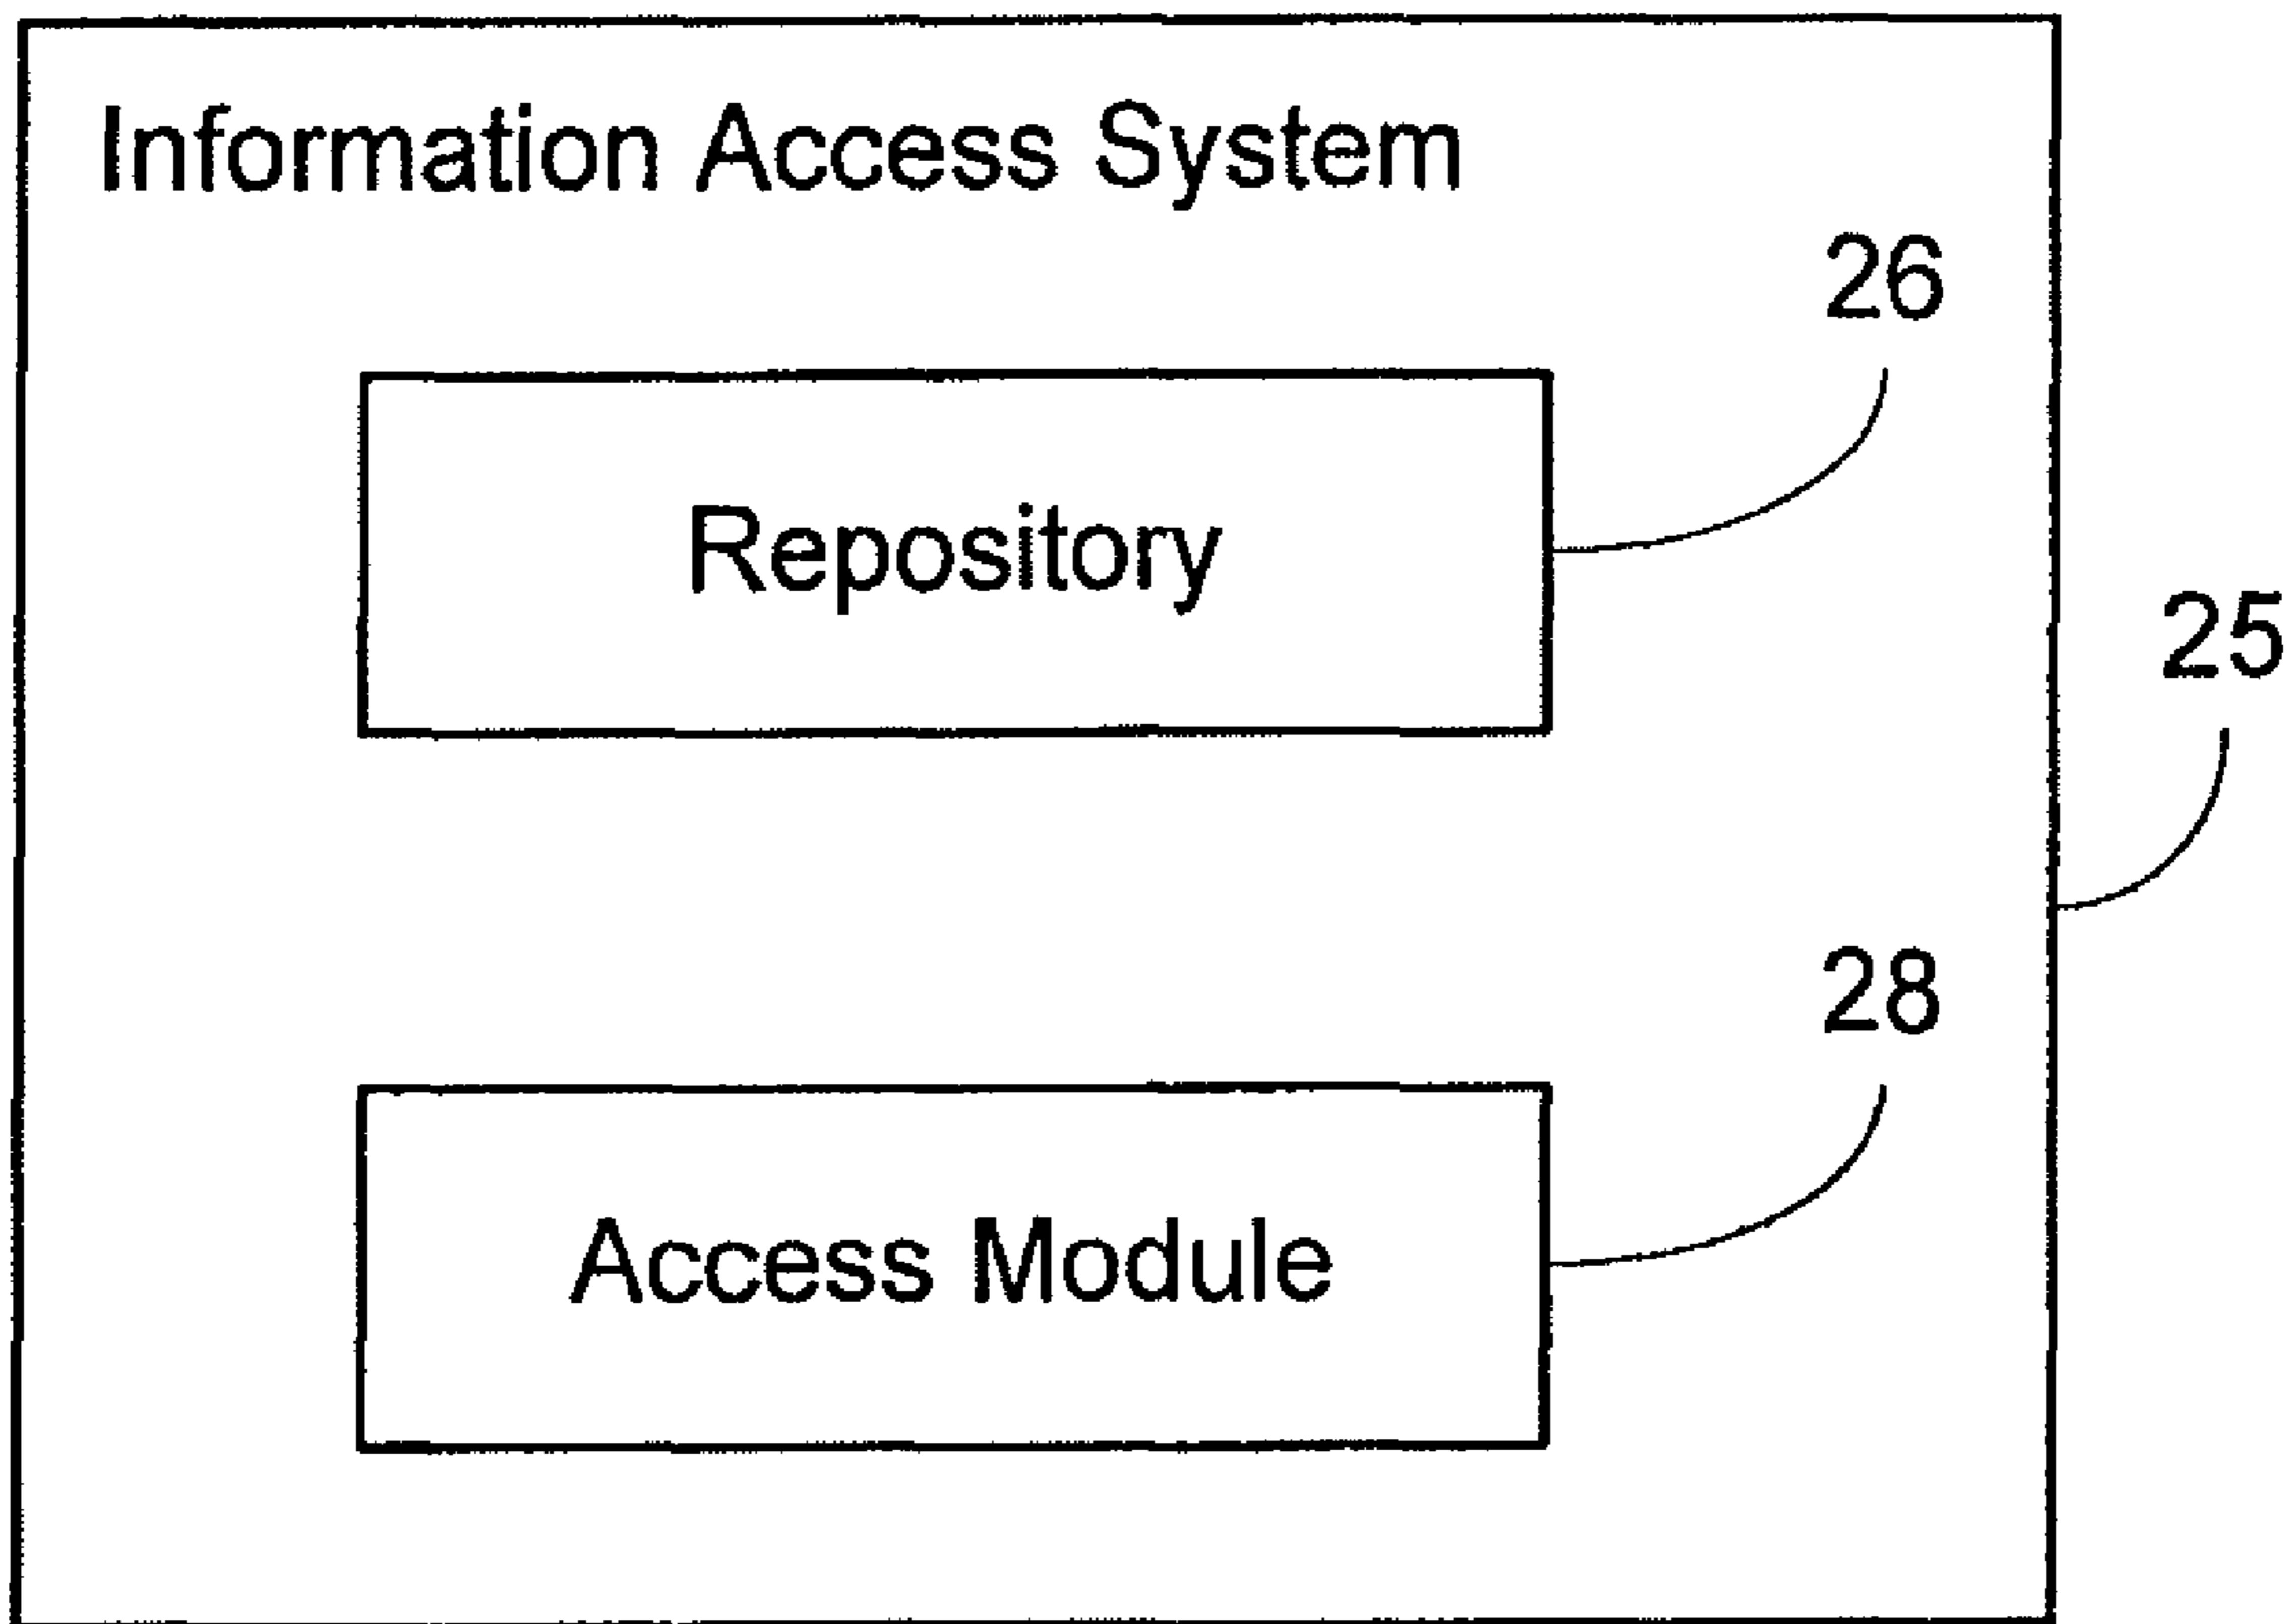 Information Access System
26
Repository
25
28
Access Module